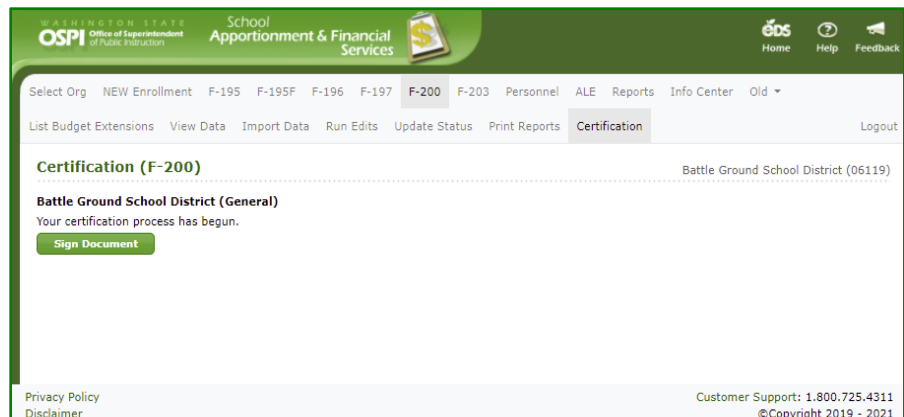 WASHINGTON STATE
OSPI Office of Superintendent
of Public Instruction
School
Apportionment & Financial
Services
eds
Home Help Feedback
Select Org NEW Enrollment F-195 F-195F F-196 F-197 F-200 F-203 Personnel ALE Reports Info Center Old
List Budget Extensions View Data Import Data Run Edits Update Status Print Reports Certification Logout
Certification (F-200) Battle Ground School District (06119)
Battle Ground School District (General)
Your certification process has begun.
Sign Document
Privacy Policy Customer Support: 1.800.725.4311
Disclaimer ©Copyright 2019 - 2021